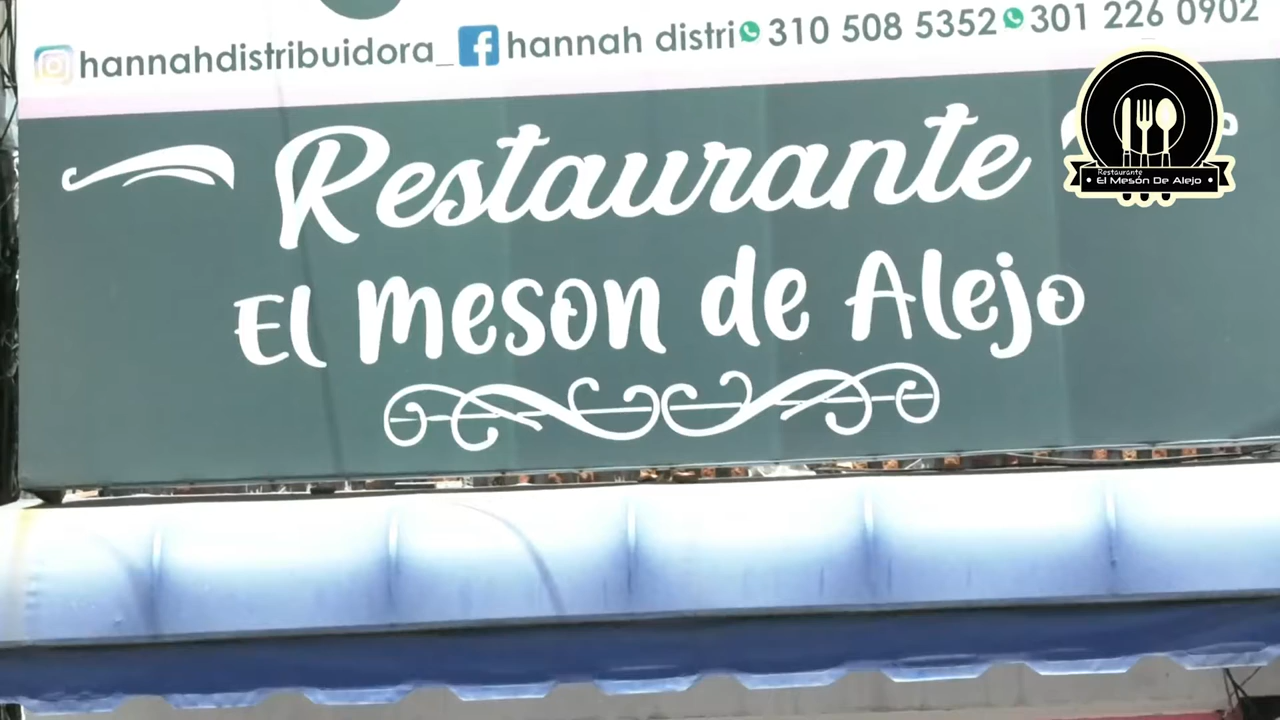 hannahdistribuidora_ hannah distri 310 508 5352 301 226 0902
Restaurante
El meson de Alejo
Restaurante
• El Mesón De Alejo •